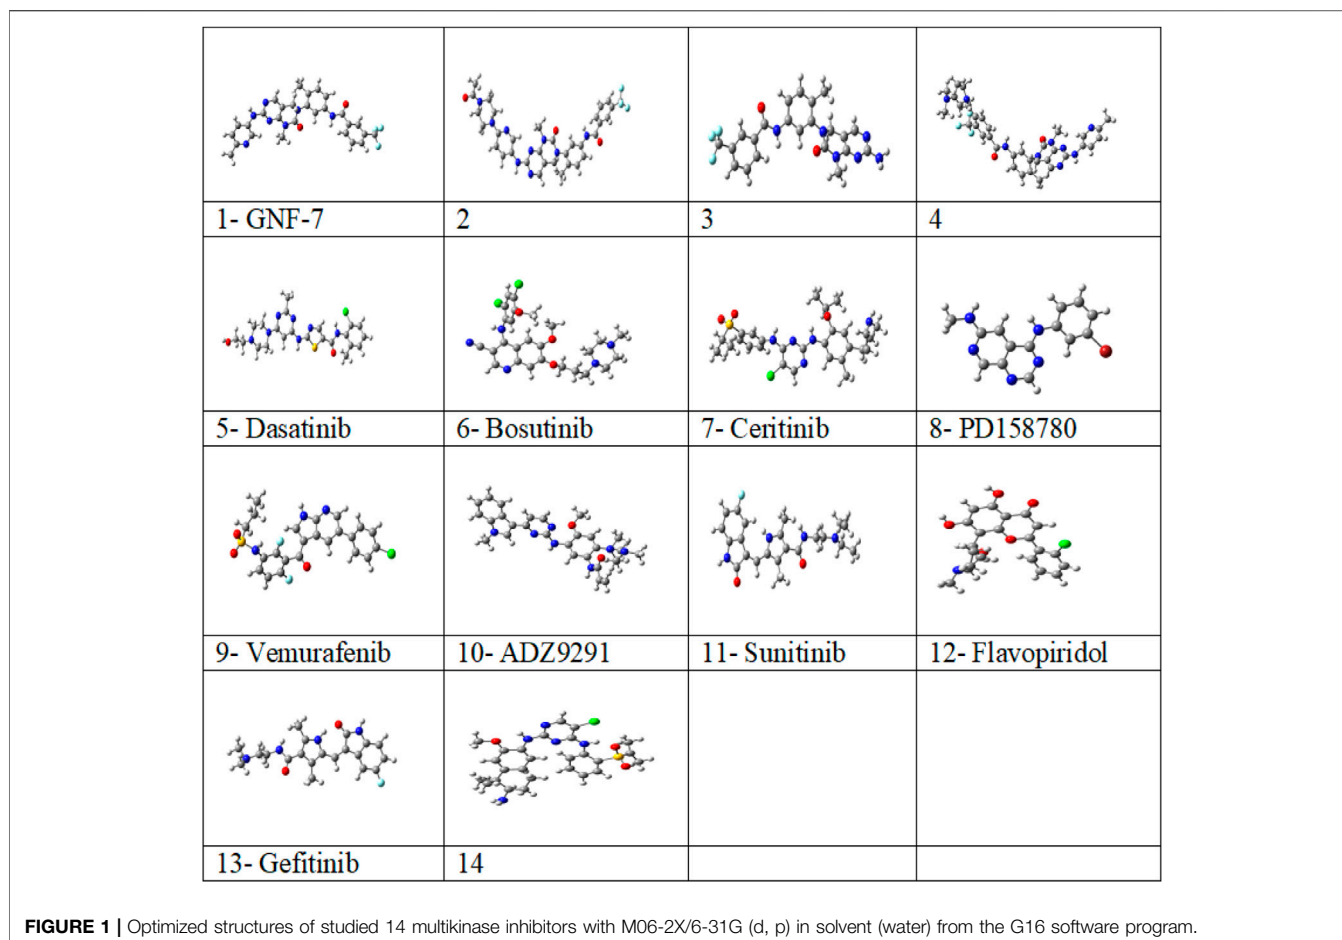 1- GNF-7
2
3
4
5- Dasatinib
6- Bosutinib
7- Ceritinib
8- PD158780
9- Vemurafenib
10- ADZ9291
11- Sunitinib
12- Flavopiridol
13- Gefitinib
14
FIGURE 1 | Optimized structures of studied 14 multikinase inhibitors with M06-2X/6-31G (d, p) in solvent (water) from the G16 software program.